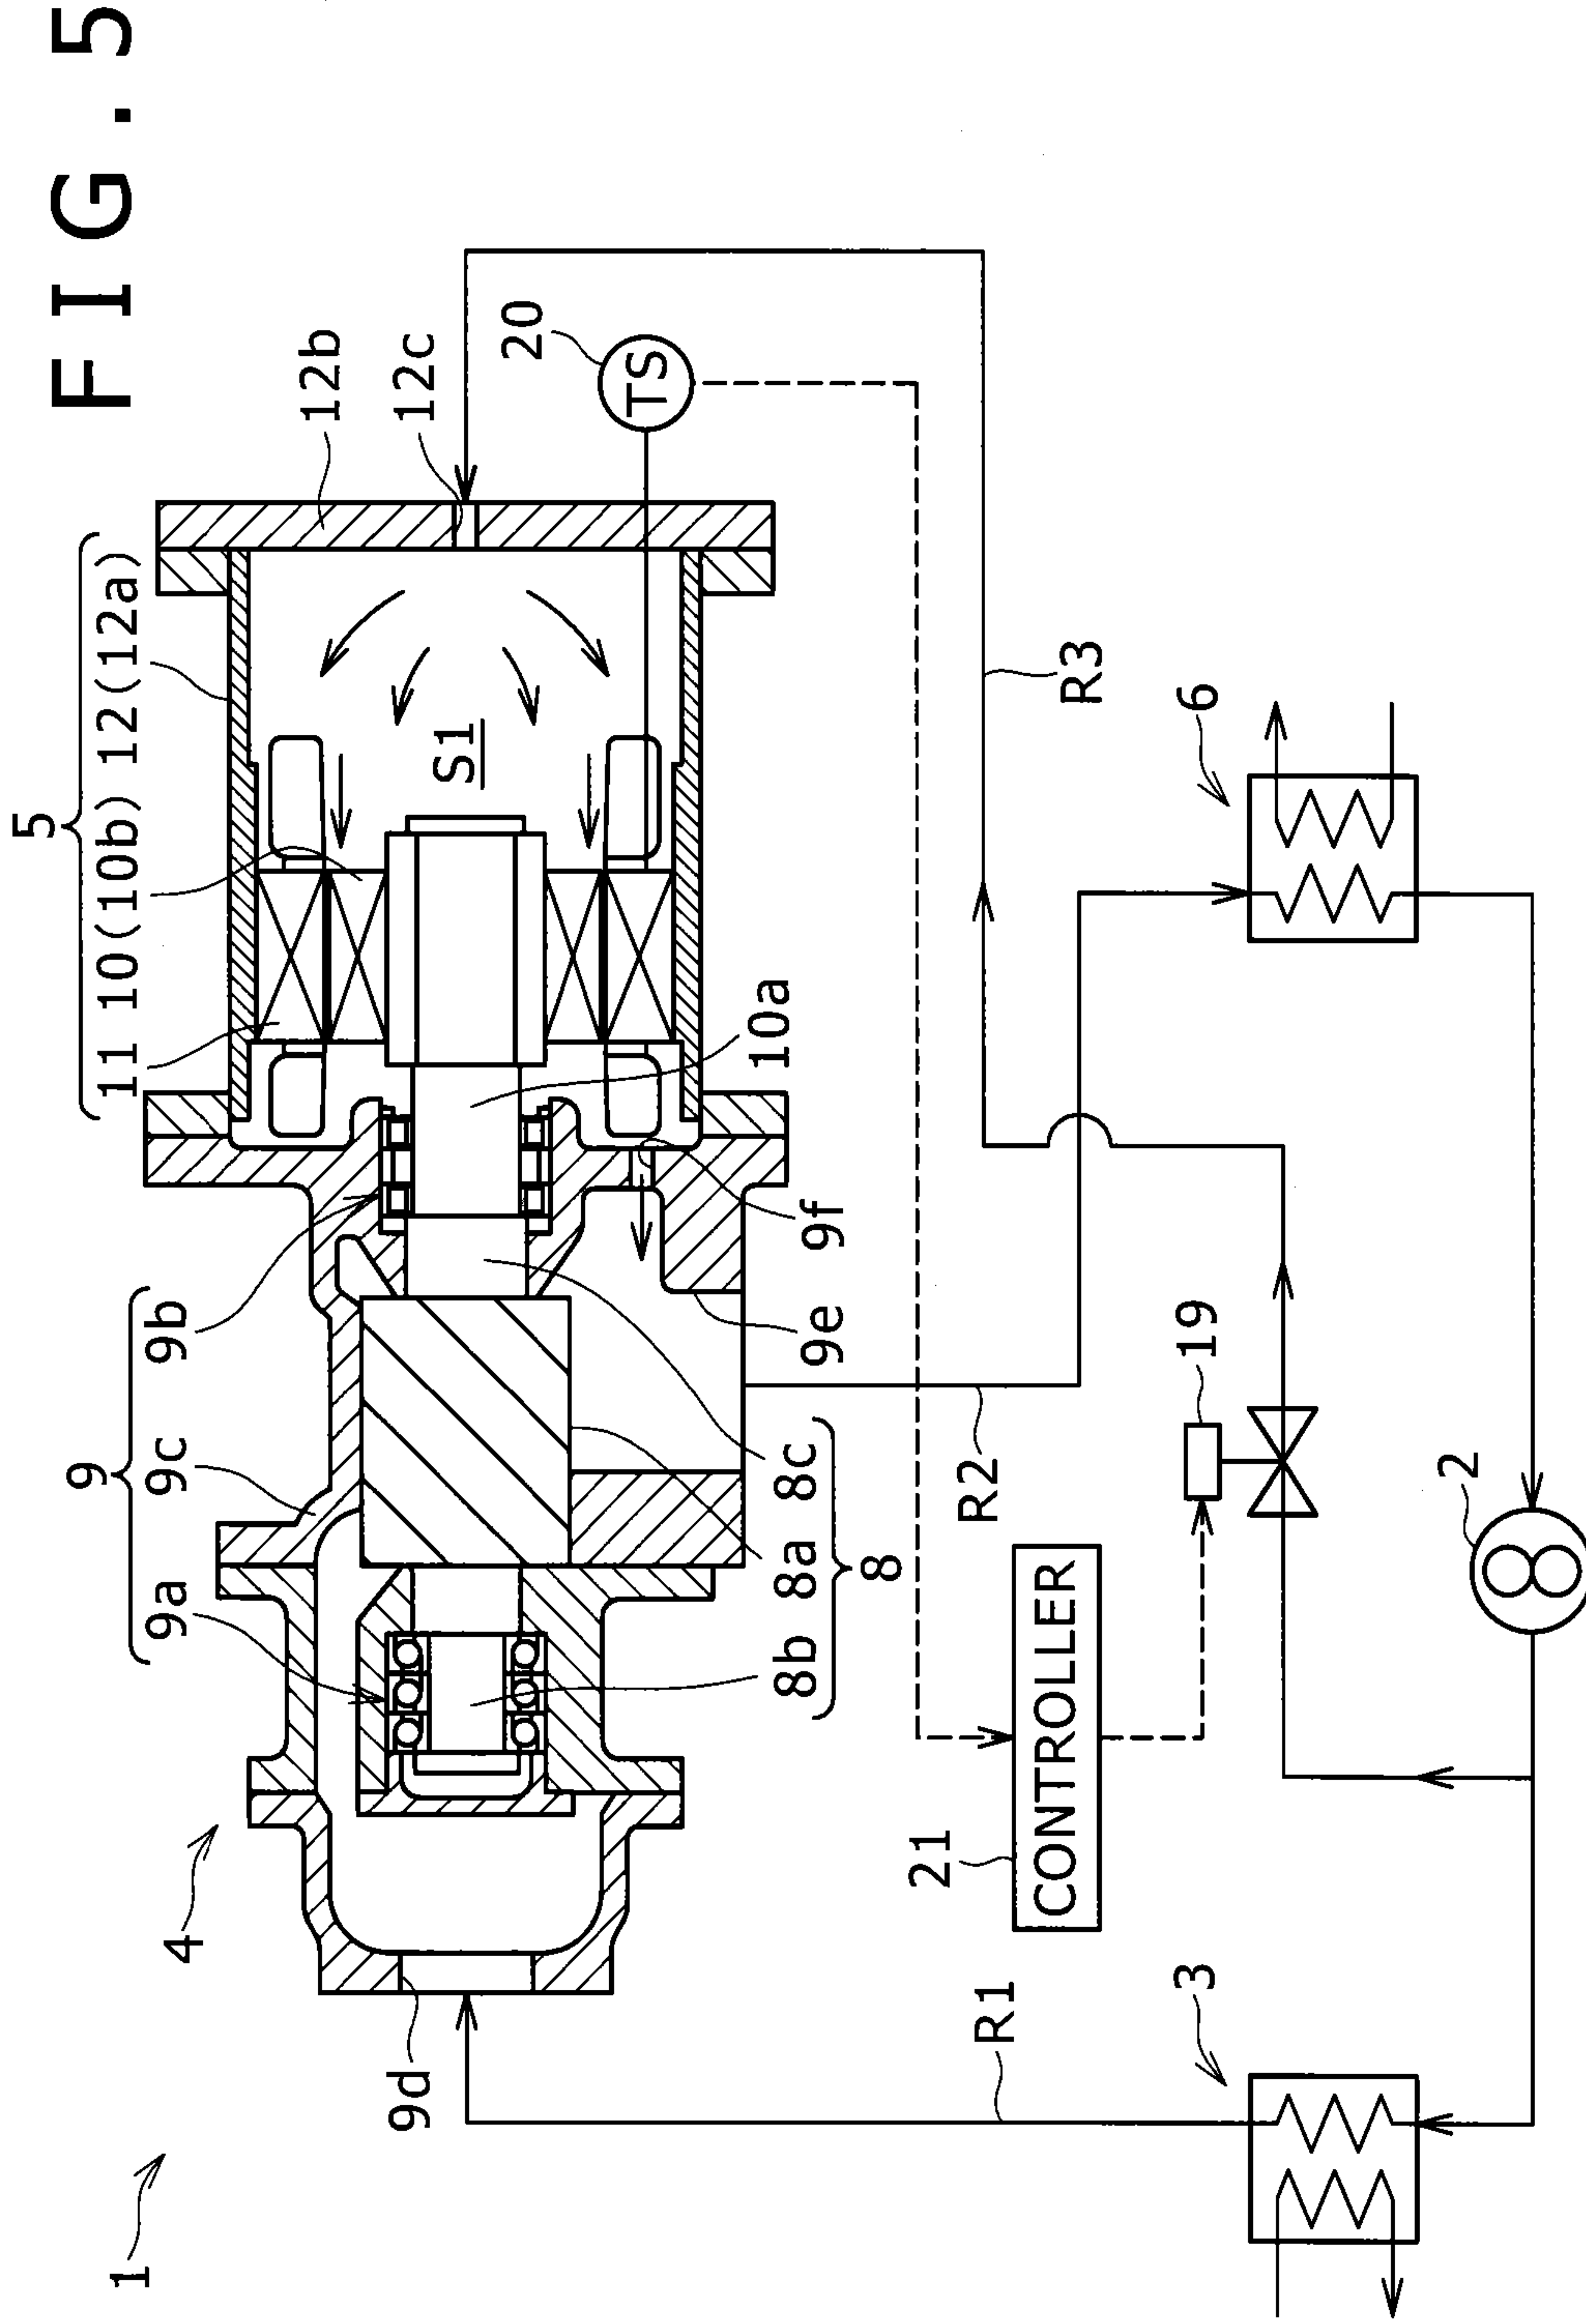 FIG.5
5
11 10(10b) 12(12a)
12b
12c
20
TS
S1
9
9a 9c 9b
4
1
9d
8b 8a 8c
8
9e
9f
10a
R2
R3
R1
21
CONTROLLER
19
6
3
2